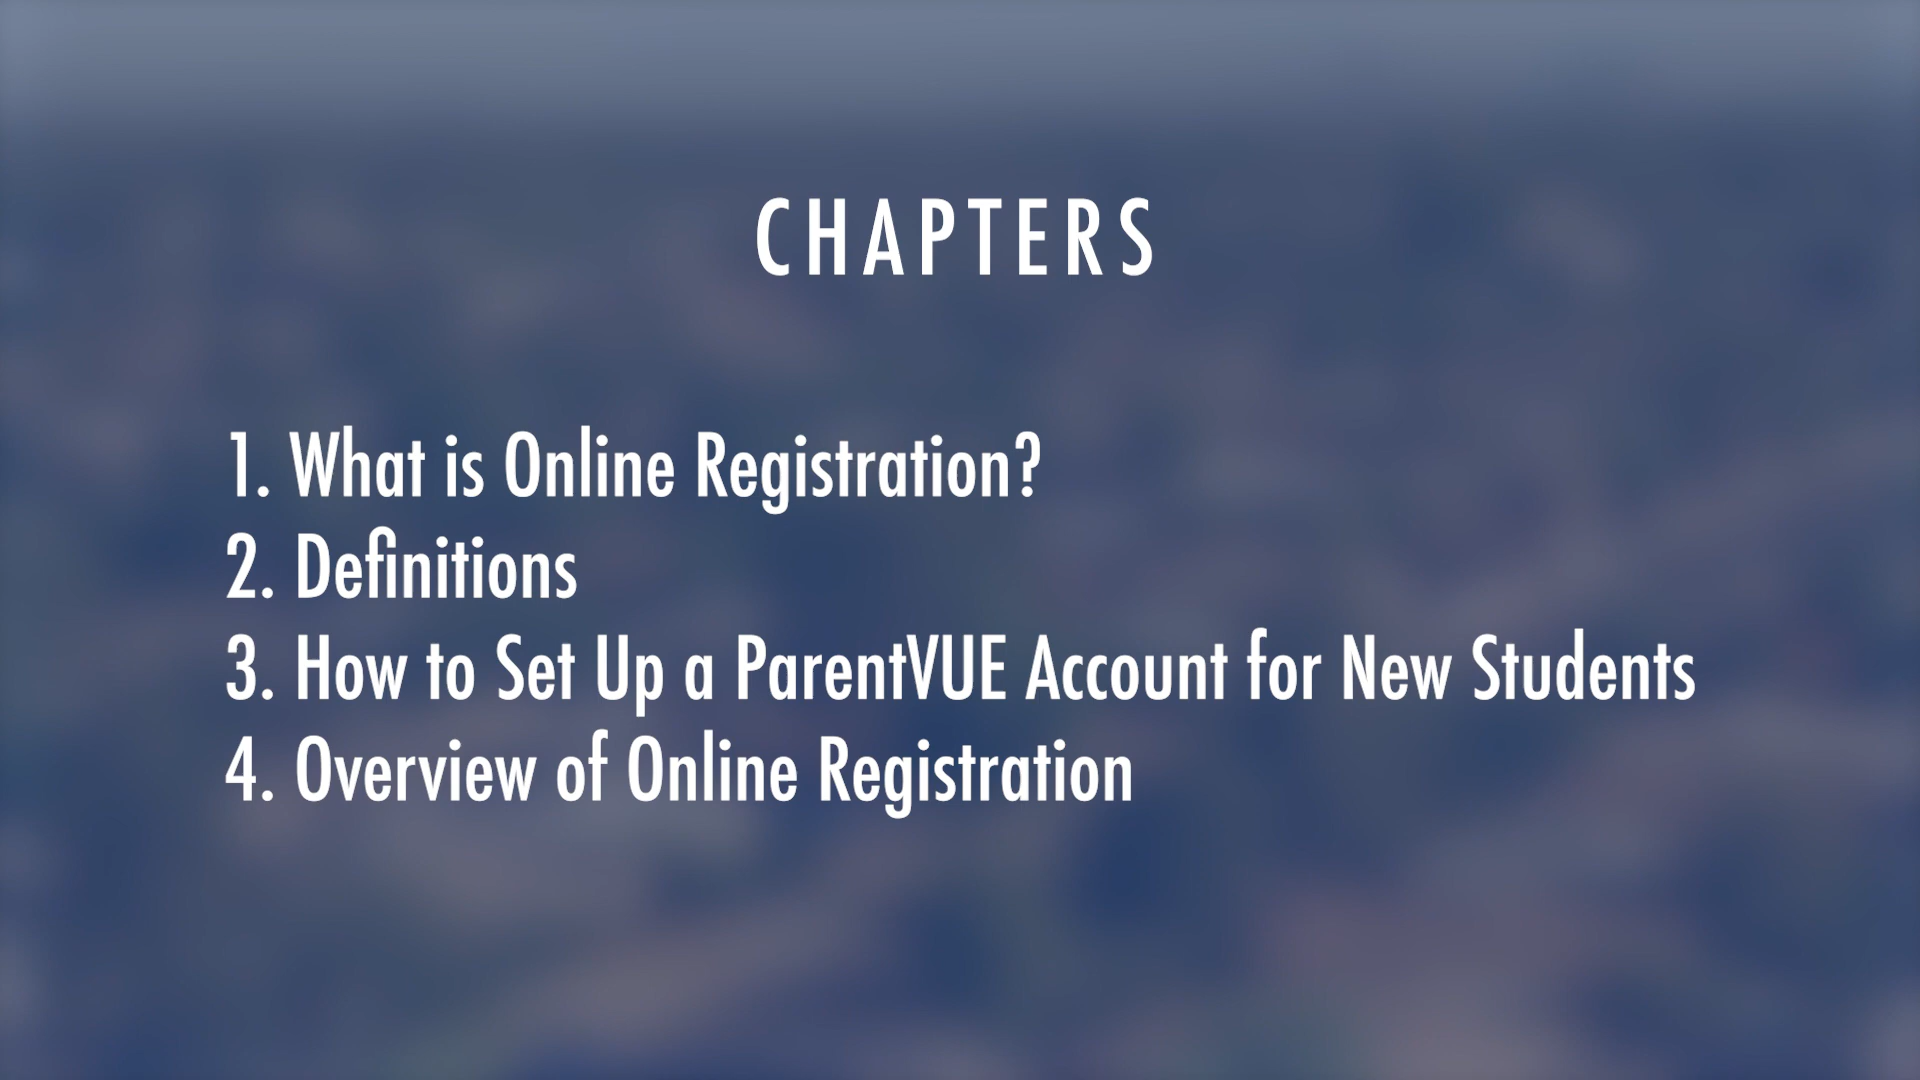 CHAPTERS
1. What is Online Registration?
2. Definitions
3. How to Set Up a ParentVUE Account for New Students
4. Overview of Online Registration